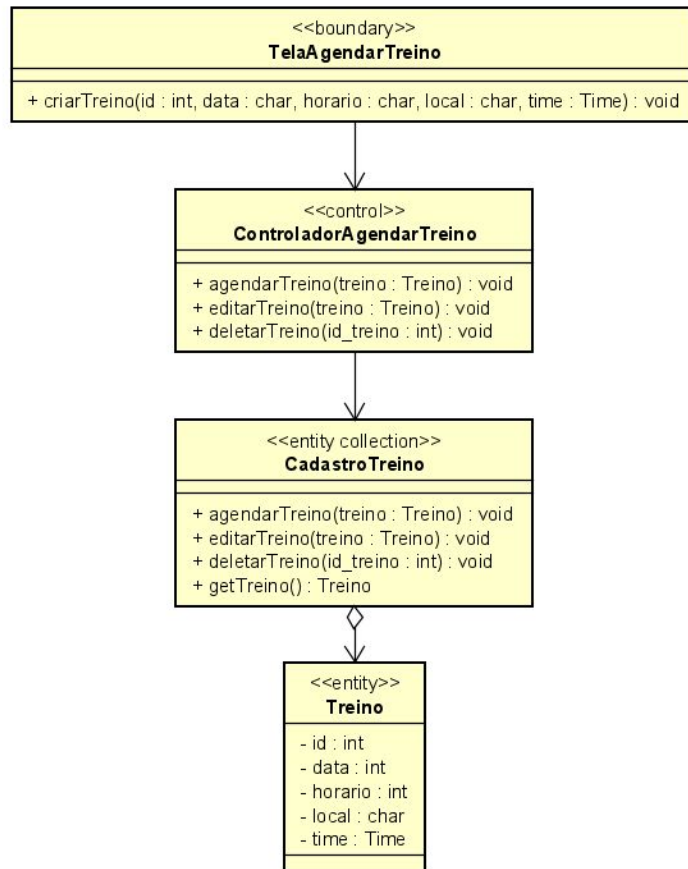 <<boundary>>
TelaAgendarTreino
+ criarTreino(id : int, data : char, horario : char, local : char, time : Time) : void
<<control>>
ControladorAgendarTreino
+ agendarTreino(treino : Treino) : void
+ editarTreino(treino : Treino) : void
+ deletarTreino(id_treino : int) : void
<<entity collection>>
CadastroTreino
+ agendarTreino(treino : Treino) : void
+ editarTreino(treino : Treino) : void
+ deletarTreino(id_treino : int) : void
+ getTreino() : Treino
<<entity>>
Treino
- id : int
- data : int
- horario : int
- local : char
- time : Time